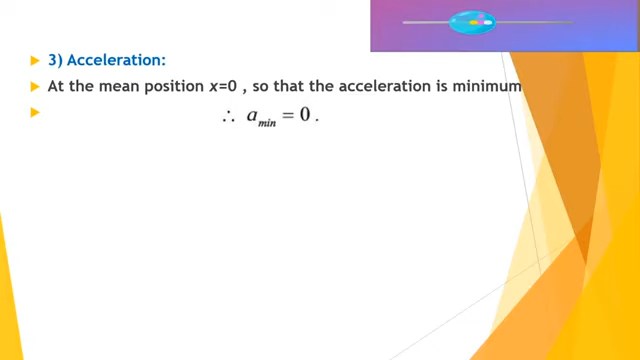 3) Acceleration:
At the mean position x=0 , so that the acceleration is minimum
∴ a_min = 0 .